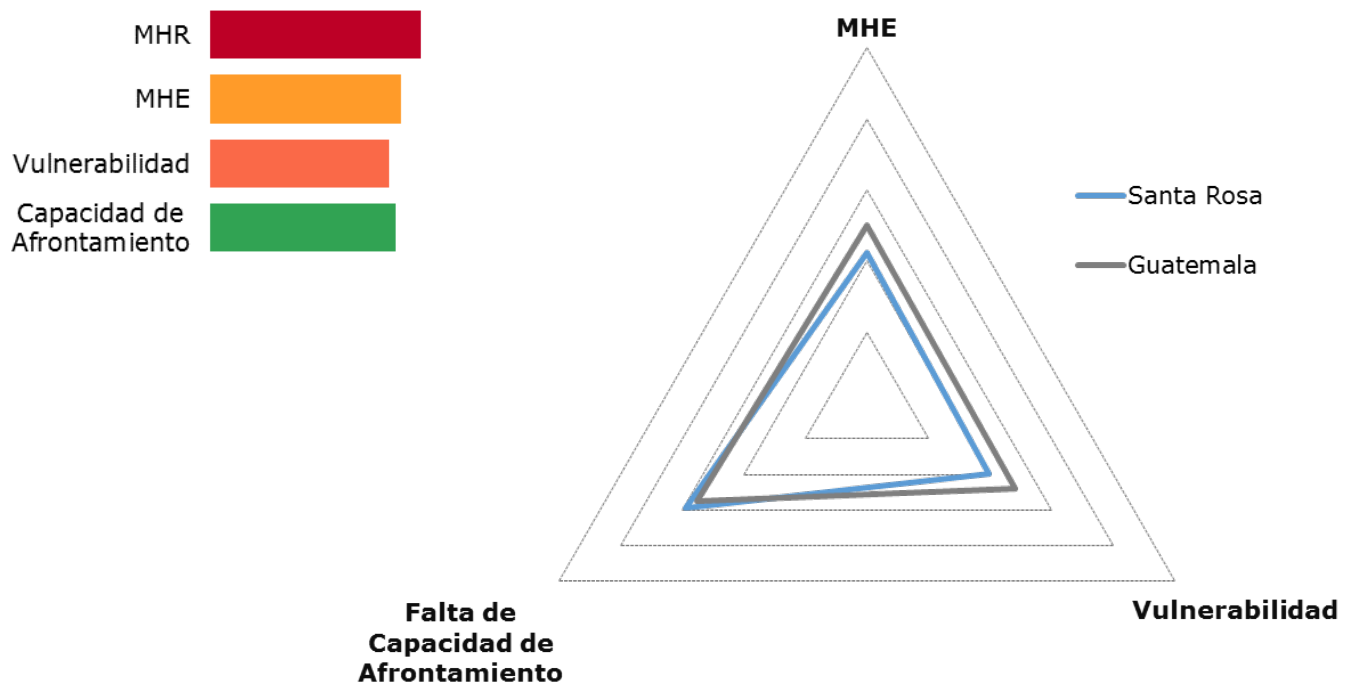 MHR
MHE
Vulnerabilidad
Capacidad de
Afrontamiento
MHE
Santa Rosa
Guatemala
Falta de
Capacidad de
Afrontamiento
Vulnerabilidad